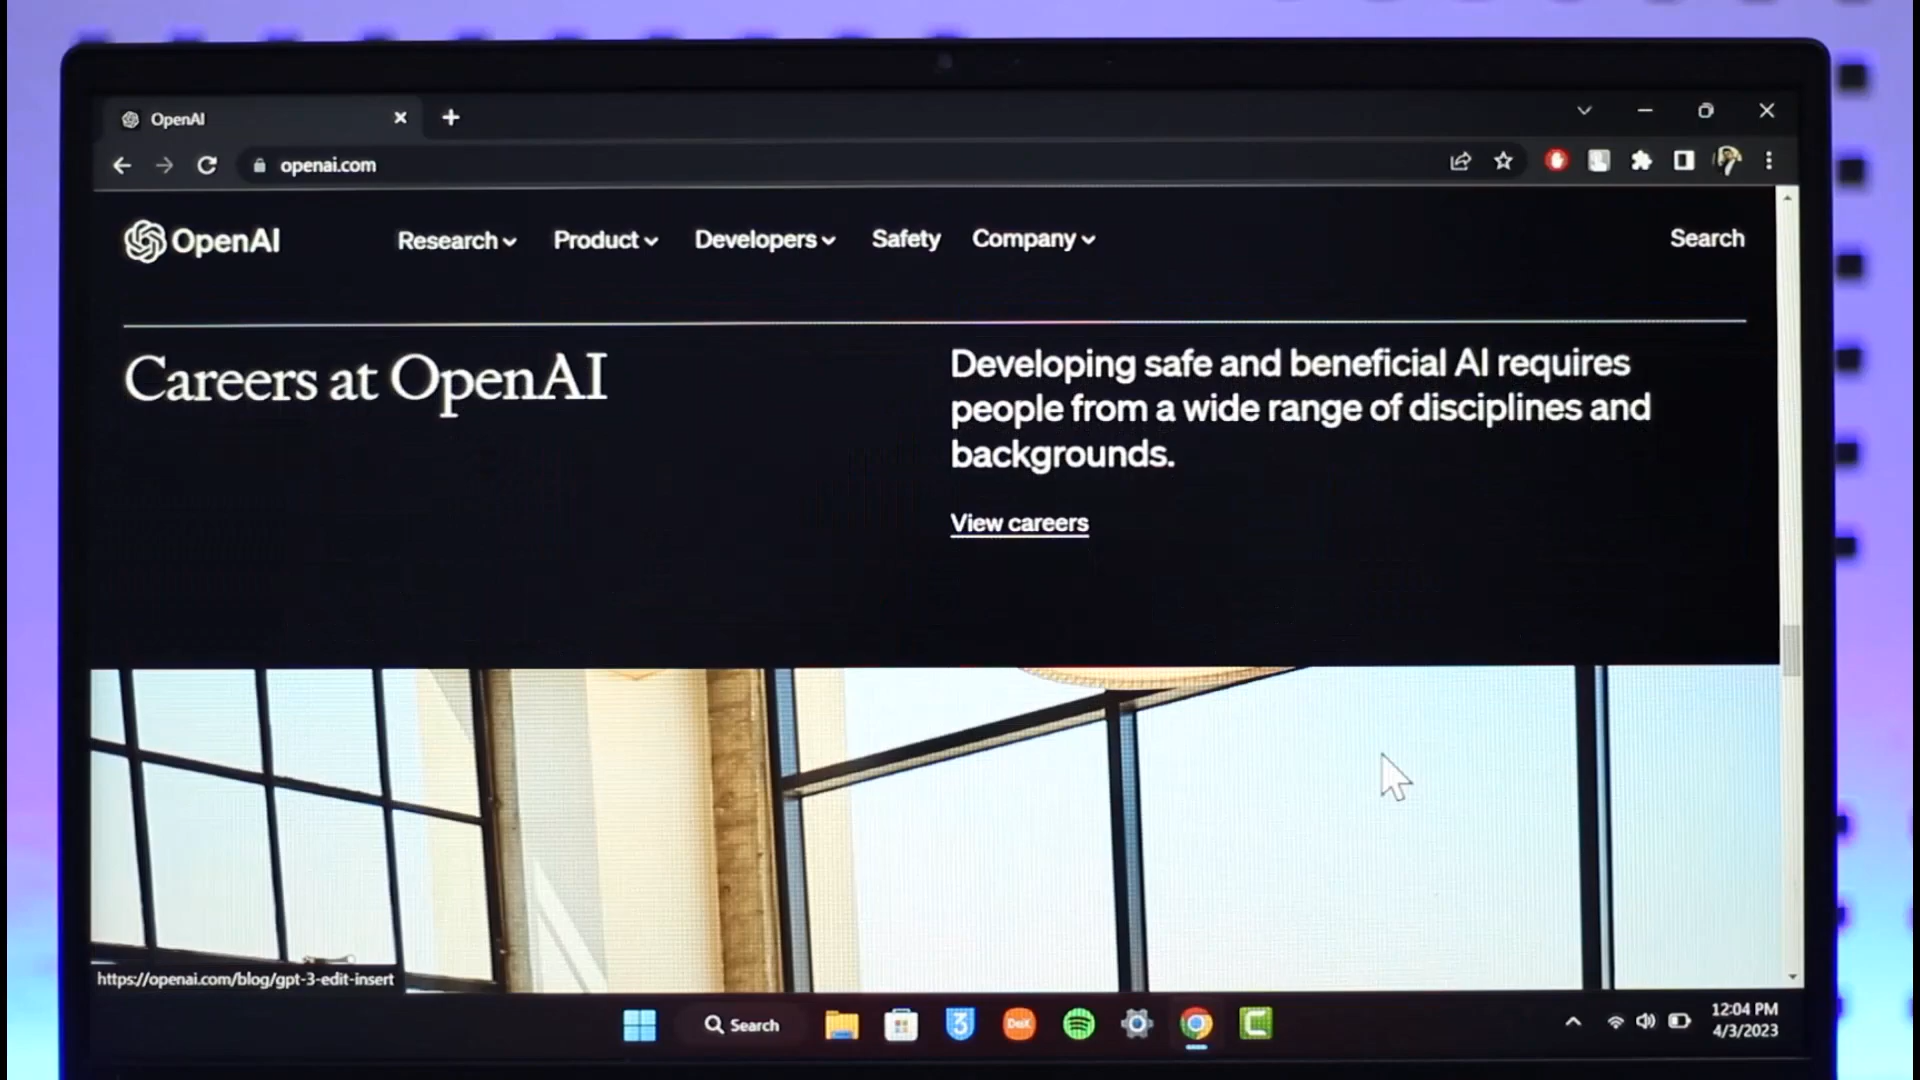 OpenAI
openai.com
OpenAI
Research
Product
Developers
Safety
Company
Search
Careers at OpenAI
Developing safe and beneficial AI requires
people from a wide range of disciplines and
backgrounds.
View careers
https://openai.com/blog/gpt-3-edit-insert
Search
3
12:04 PM
4/3/2023